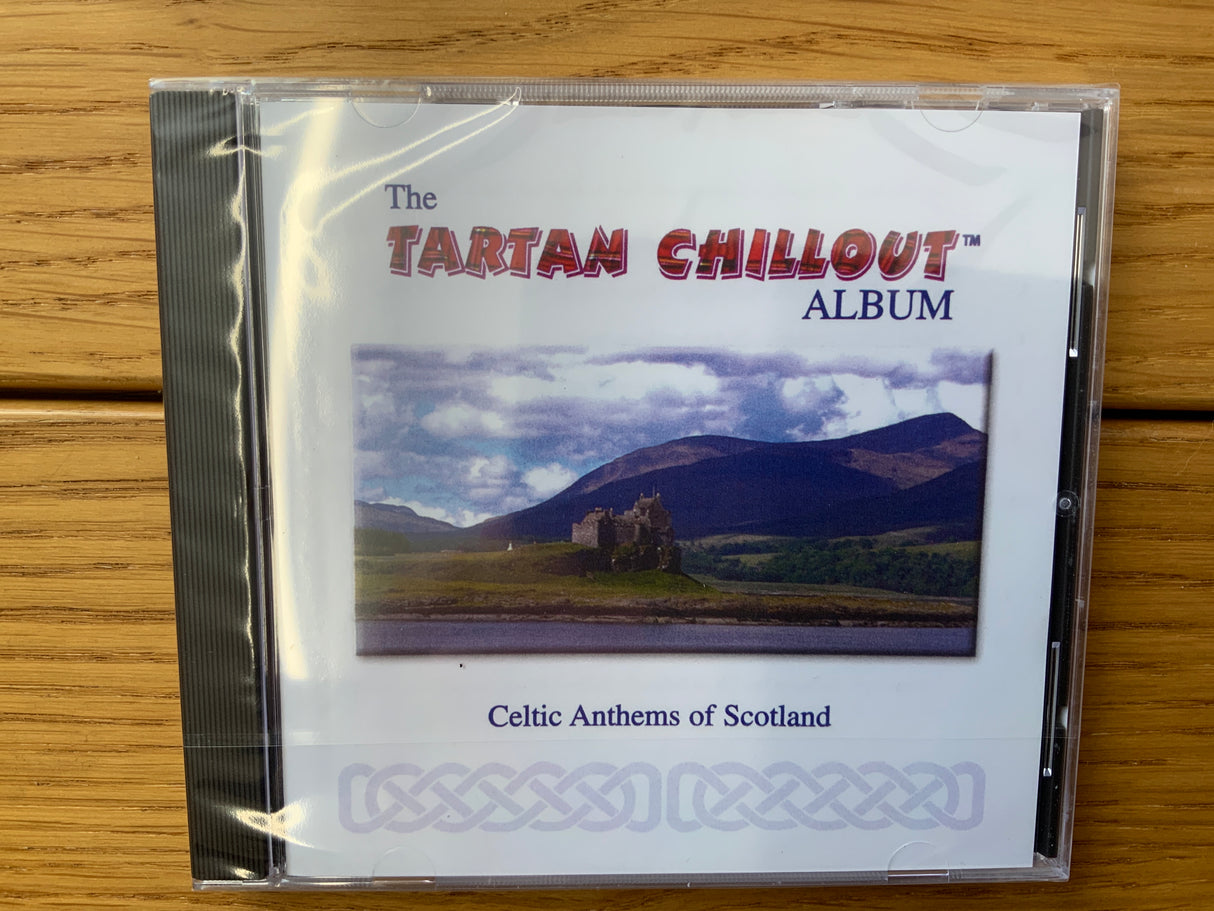 The
TARTAN CHILLOUT™
ALBUM
Celtic Anthems of Scotland